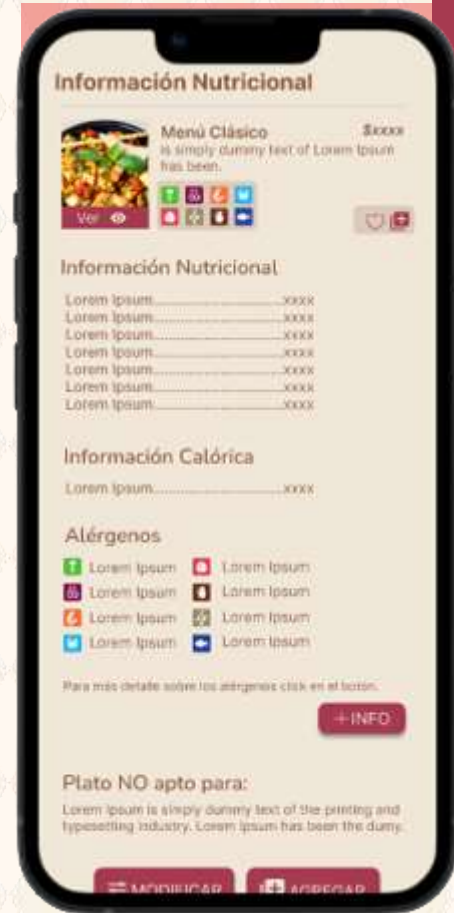 Información Nutricional
Menú Clásico $xxxx
is simply dummy text of Lorem Ipsum
has been.
Ver
Información Nutricional
Lorem Ipsum............................xxxx
Lorem Ipsum............................xxxx
Lorem Ipsum............................xxxx
Lorem Ipsum............................xxxx
Lorem Ipsum............................xxxx
Lorem Ipsum............................xxxx
Lorem Ipsum............................xxxx
Información Calórica
Lorem Ipsum............................xxxx
Alérgenos
Lorem Ipsum Lorem Ipsum
Lorem Ipsum Lorem Ipsum
Lorem Ipsum Lorem Ipsum
Lorem Ipsum Lorem Ipsum
Para más detalle sobre los alérgenos click en el botón.
+INFO
Plato NO apto para:
Lorem Ipsum is simply dummy text of the printing and
typesetting industry. Lorem Ipsum has been the dumy.
MODIFICAR AGREGAR